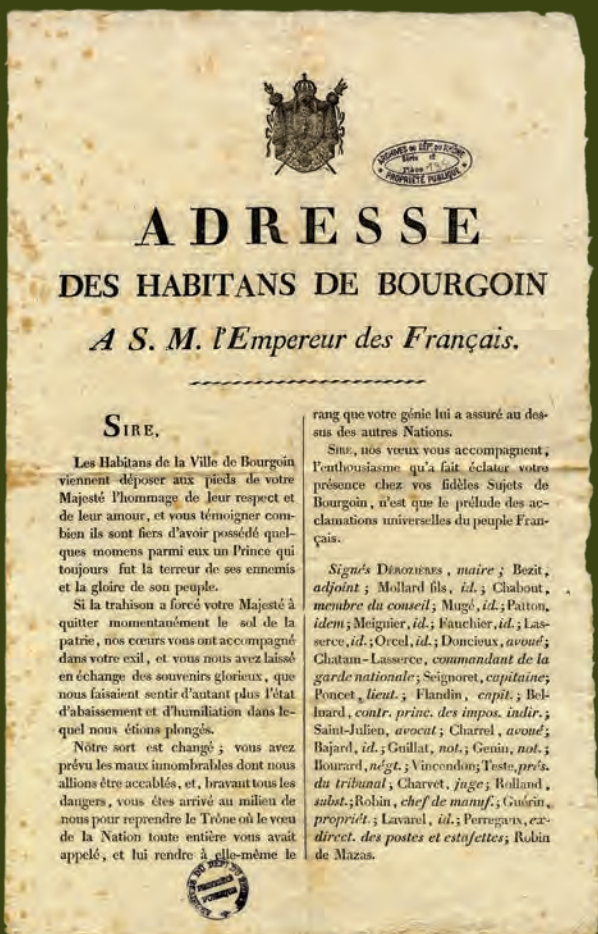 ARCHIVES DU DÉP. DU RHÔNE
PROPRIÉTÉ PUBLIQUE
ADRESSE
DES HABITANS DE BOURGOIN
A S. M. l'Empereur des Français.
SIRE,
Les Habitans de la Ville de Bourgoin
viennent déposer aux pieds de votre
Majesté l'hommage de leur respect et
de leur amour, et vous témoigner com-
bien ils sont fiers d'avoir possédé quel-
ques momens parmi eux un Prince qui
toujours fut la terreur de ses ennemis
et la gloire de son peuple.
Si la trahison a forcé votre Majesté à
quitter momentanément le sol de la
patrie, nos cœurs vous ont accompagné
dans votre exil, et vous nous avez laissé
en échange des souvenirs glorieux, que
nous faisaient sentir d'autant plus l'état
d'abaissement et d'humiliation dans le-
quel nous étions plongés.
Nôtre sort est changé ; vous avez
prévu les maux innombrables dont nous
allions être accablés, et, bravant tous les
dangers, vous êtes arrivé au milieu de
nous pour reprendre le Trône où le vœu
de la Nation toute entière vous avait
appelé, et lui rendre à elle-même le
rang que votre génie lui a assuré au des-
sus des autres Nations.
SIRE, nos vœux vous accompagnent,
l'enthousiasme qu'a fait éclater votre
présence chez vos fidèles Sujets de
Bourgoin, n'est que le prélude des ac-
clamations universelles du peuple Fran-
çais.
Signés DÉROZIÈRES, maire ; Bezit,
adjoint ; Mollard fils, id. ; Chabout,
membre du conseil ; Mugé, id. ; Patton,
idem ; Meignier, id. ; Fauchier, id. ; Las-
serce, id. ; Orcel, id. ; Doncieux, avoué ;
Chatam-Lasserce, commandant de la
garde nationale ; Seignoret, capitaine ;
Poncet, lieut. ; Flandin, capit. ; Bel-
luard, contr. princ. des impos. indir. ;
Saint-Julien, avocat ; Charrel, avoué ;
Bajard, id. ; Guillat, not. ; Genin, not. ;
Bourard, négt. ; Vincendon ; Teste, prés.
du tribunal ; Charvet, juge ; Rolland,
subst. ; Robin, chef de manuf. ; Guérin,
propriét. ; Lavarel, id. ; Perregaux, ex-
direct. des postes et estafettes ; Robin
de Mazas.